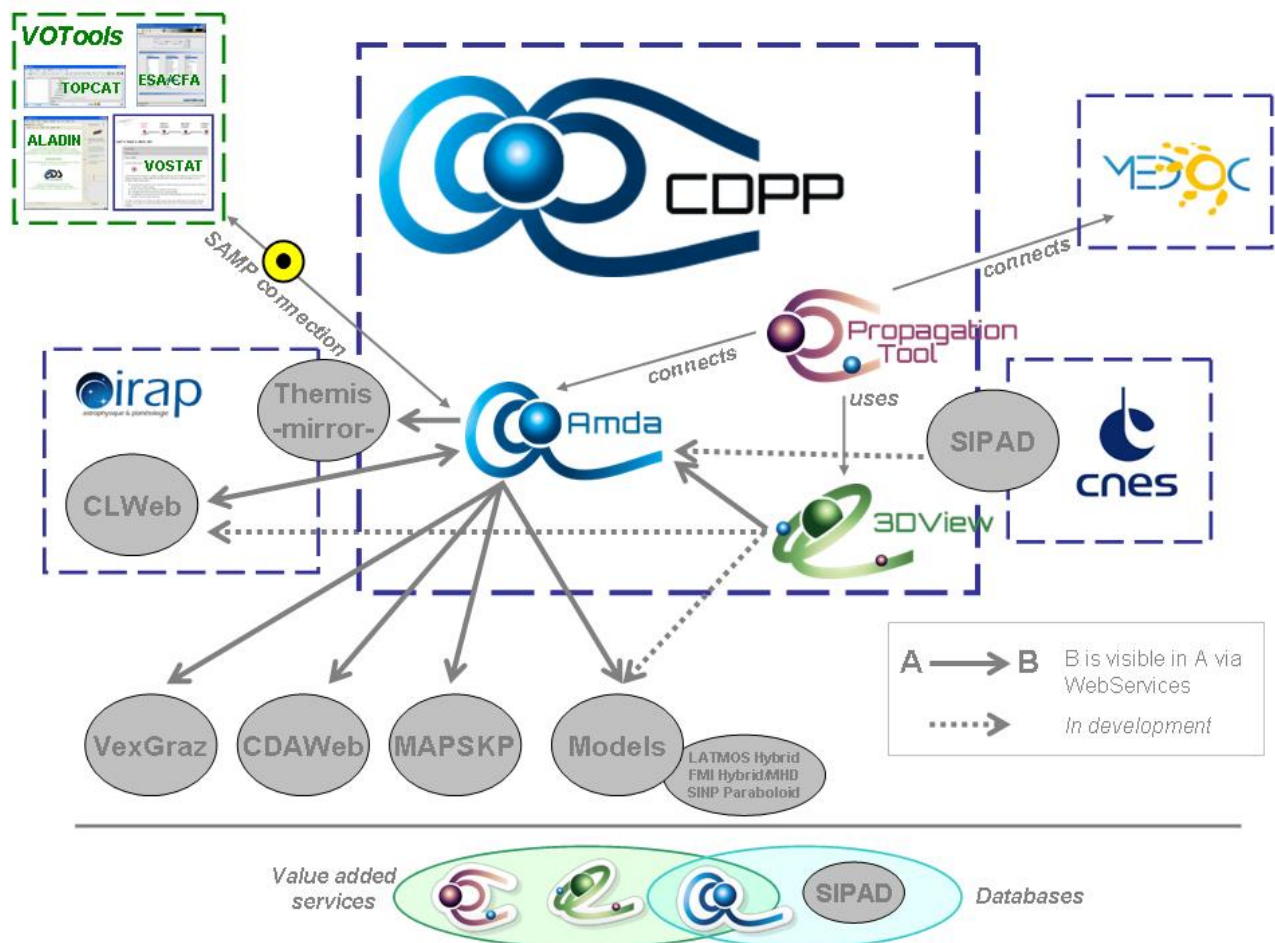 VOTools
TOPCAT
ESA/CFA
ALADIN
ADS
VOSTAT
CDPP
MEDOC
SAMP connection
connects
Propagation
Tool
connects
uses
irap
astrophysique & planétologie
Themis
-mirror-
Amda
SIPAD
cnes
CLWeb
3DView
A
B
B is visible in A via
WebServices
In development
VexGraz
CDAWeb
MAPSKP
Models
LATMOS Hybrid
FMI Hybrid/MHD
SINP Paraboloid
Value added
services
SIPAD
Databases